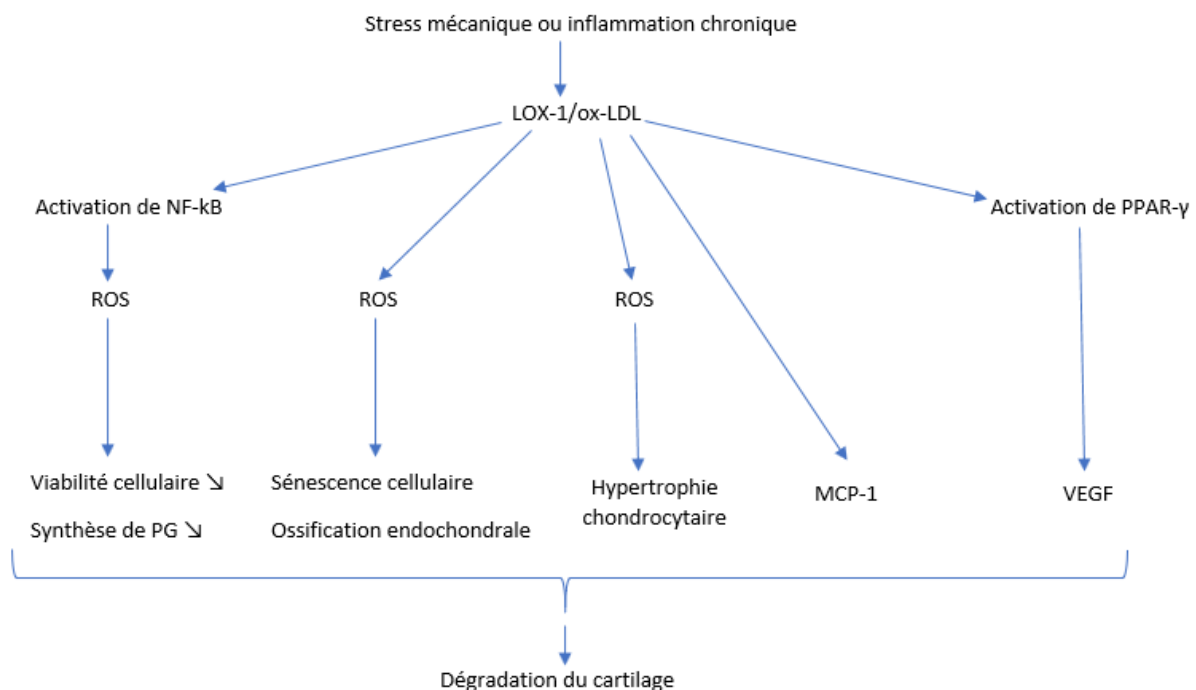 Stress mécanique ou inflammation chronique
LOX-1/ox-LDL
Activation de NF-kB
Activation de PPAR-γ
ROS
ROS
ROS
Viabilité cellulaire ↘
Synthèse de PG ↘
Sénescence cellulaire
Ossification endochondrale
Hypertrophie
chondrocytaire
MCP-1
VEGF
Dégradation du cartilage